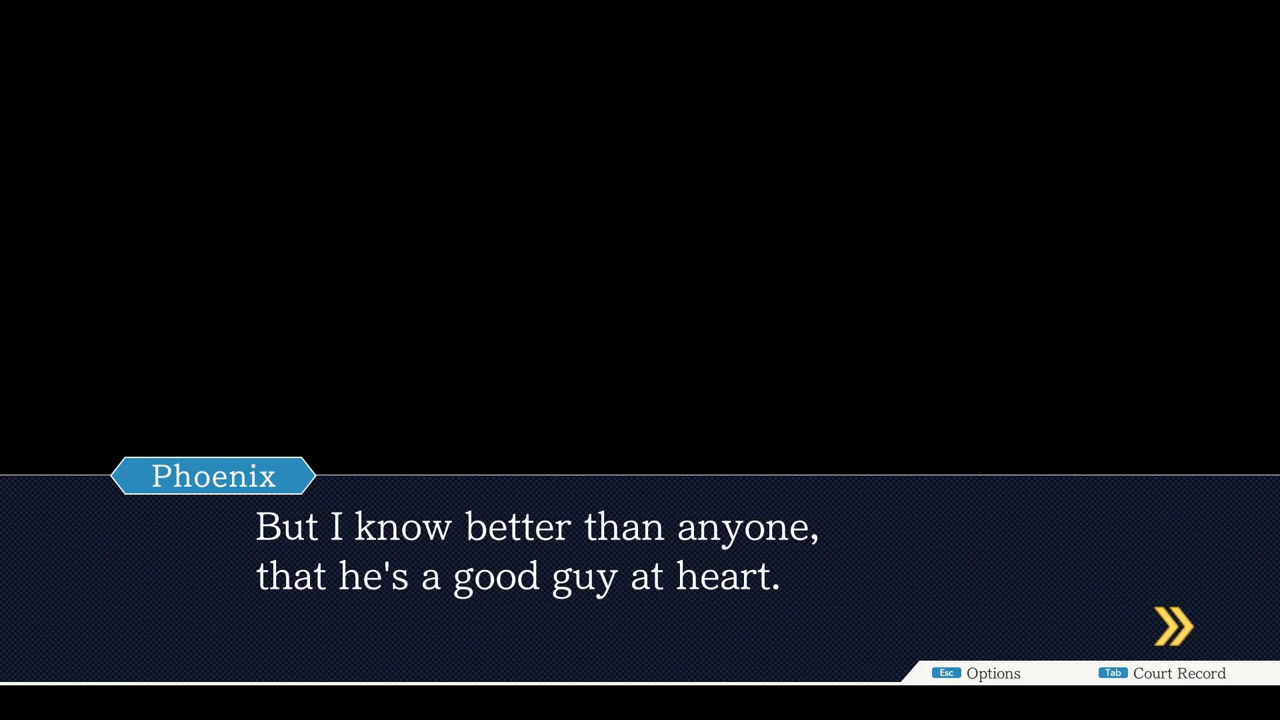 Phoenix
But I know better than anyone,
that he's a good guy at heart.
Esc Options Tab Court Record